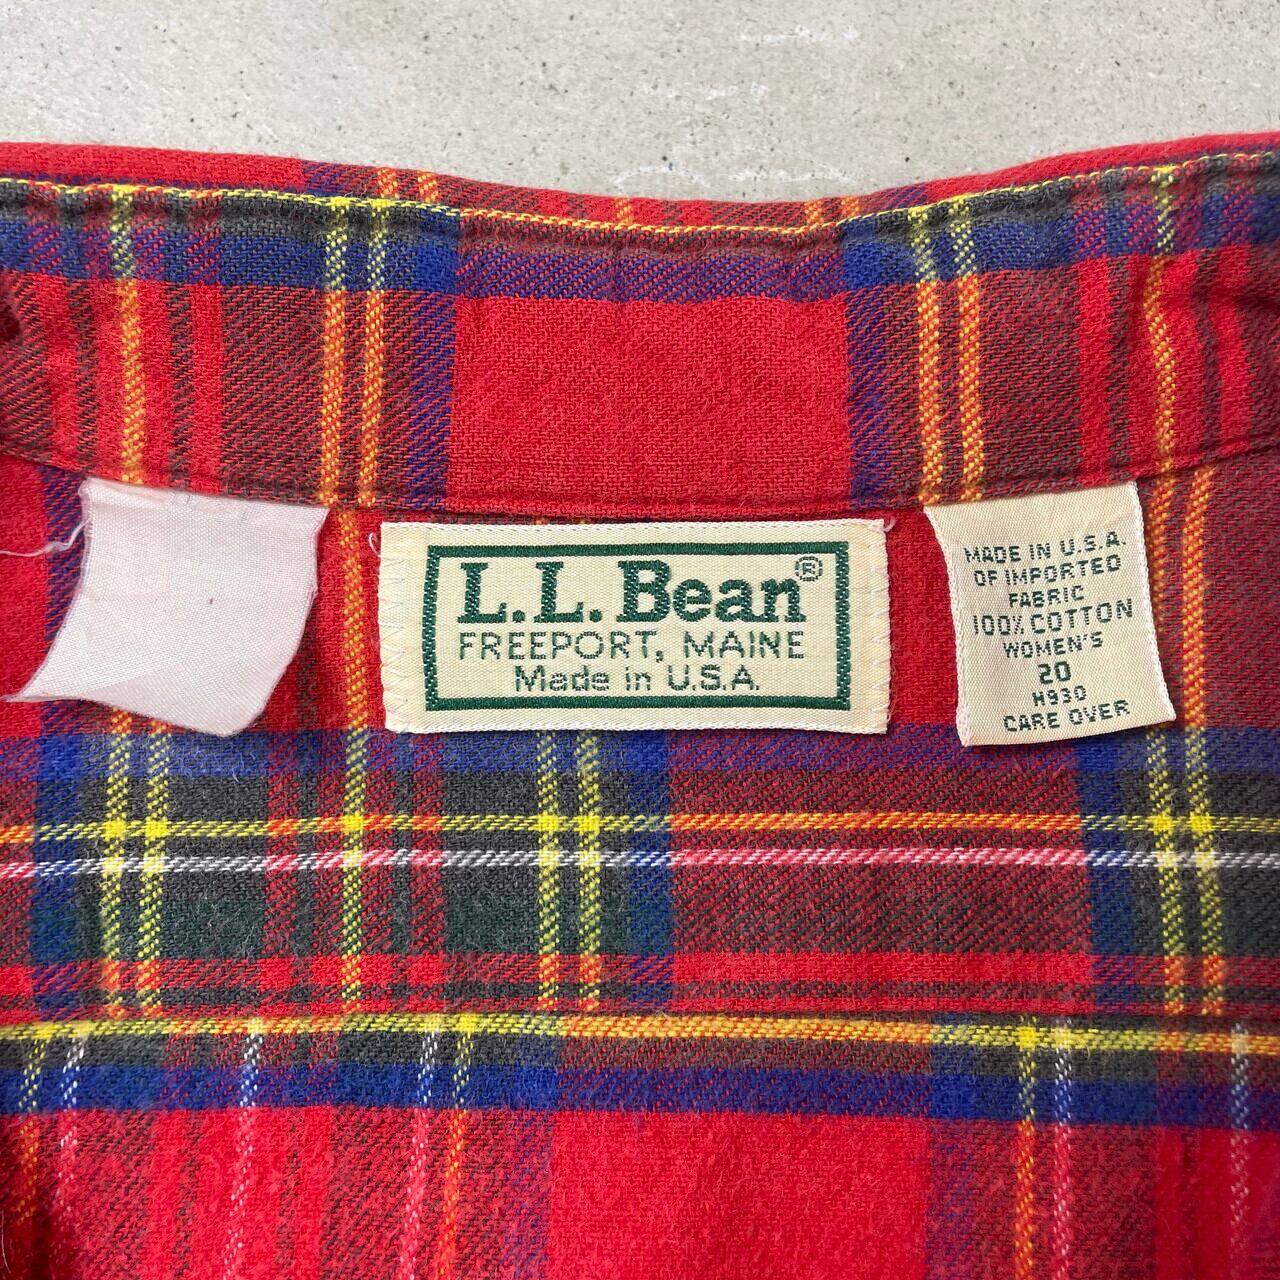 L.L.Bean®
FREEPORT, MAINE
Made in U.S.A.
MADE IN U.S.A.
OF IMPORTED
FABRIC
100% COTTON
WOMEN'S
20
H930
CARE OVER